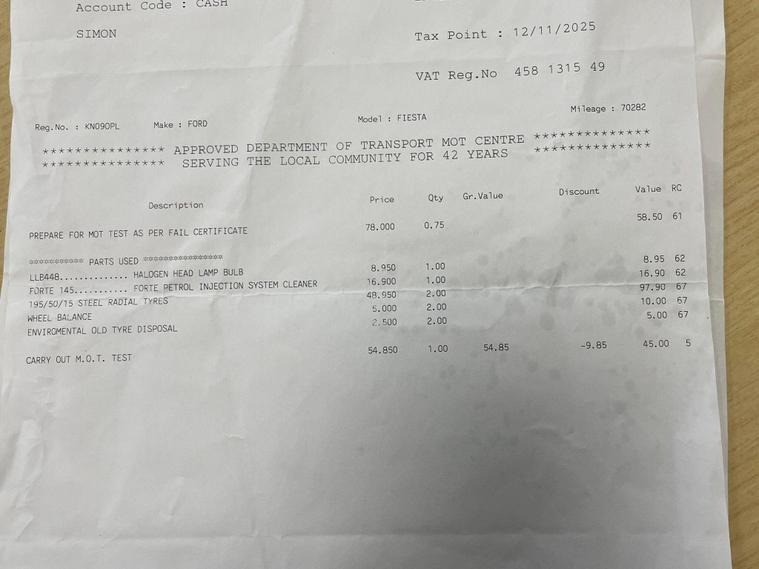 Account Code : CASH
SIMON
Tax Point : 12/11/2025
VAT Reg.No 458 1315 49
Reg.No. : KN09OPL Make : FORD Model : FIESTA Mileage : 70282
*************** APPROVED DEPARTMENT OF TRANSPORT MOT CENTRE **************
*************** SERVING THE LOCAL COMMUNITY FOR 42 YEARS **************
Description Price Qty Gr.Value Discount Value RC
PREPARE FOR MOT TEST AS PER FAIL CERTIFICATE 78.000 0.75 58.50 61
*********** PARTS USED ****************
LLB448.............. HALOGEN HEAD LAMP BULB 8.950 1.00 8.95 62
FORTE 145........... FORTE PETROL INJECTION SYSTEM CLEANER 16.900 1.00 16.90 62
195/50/15 STEEL RADIAL TYRES 48.950 2.00 97.90 67
WHEEL BALANCE 5.000 2.00 10.00 67
ENVIROMENTAL OLD TYRE DISPOSAL 2.500 2.00 5.00 67
CARRY OUT M.O.T. TEST 54.850 1.00 54.85 -9.85 45.00 5